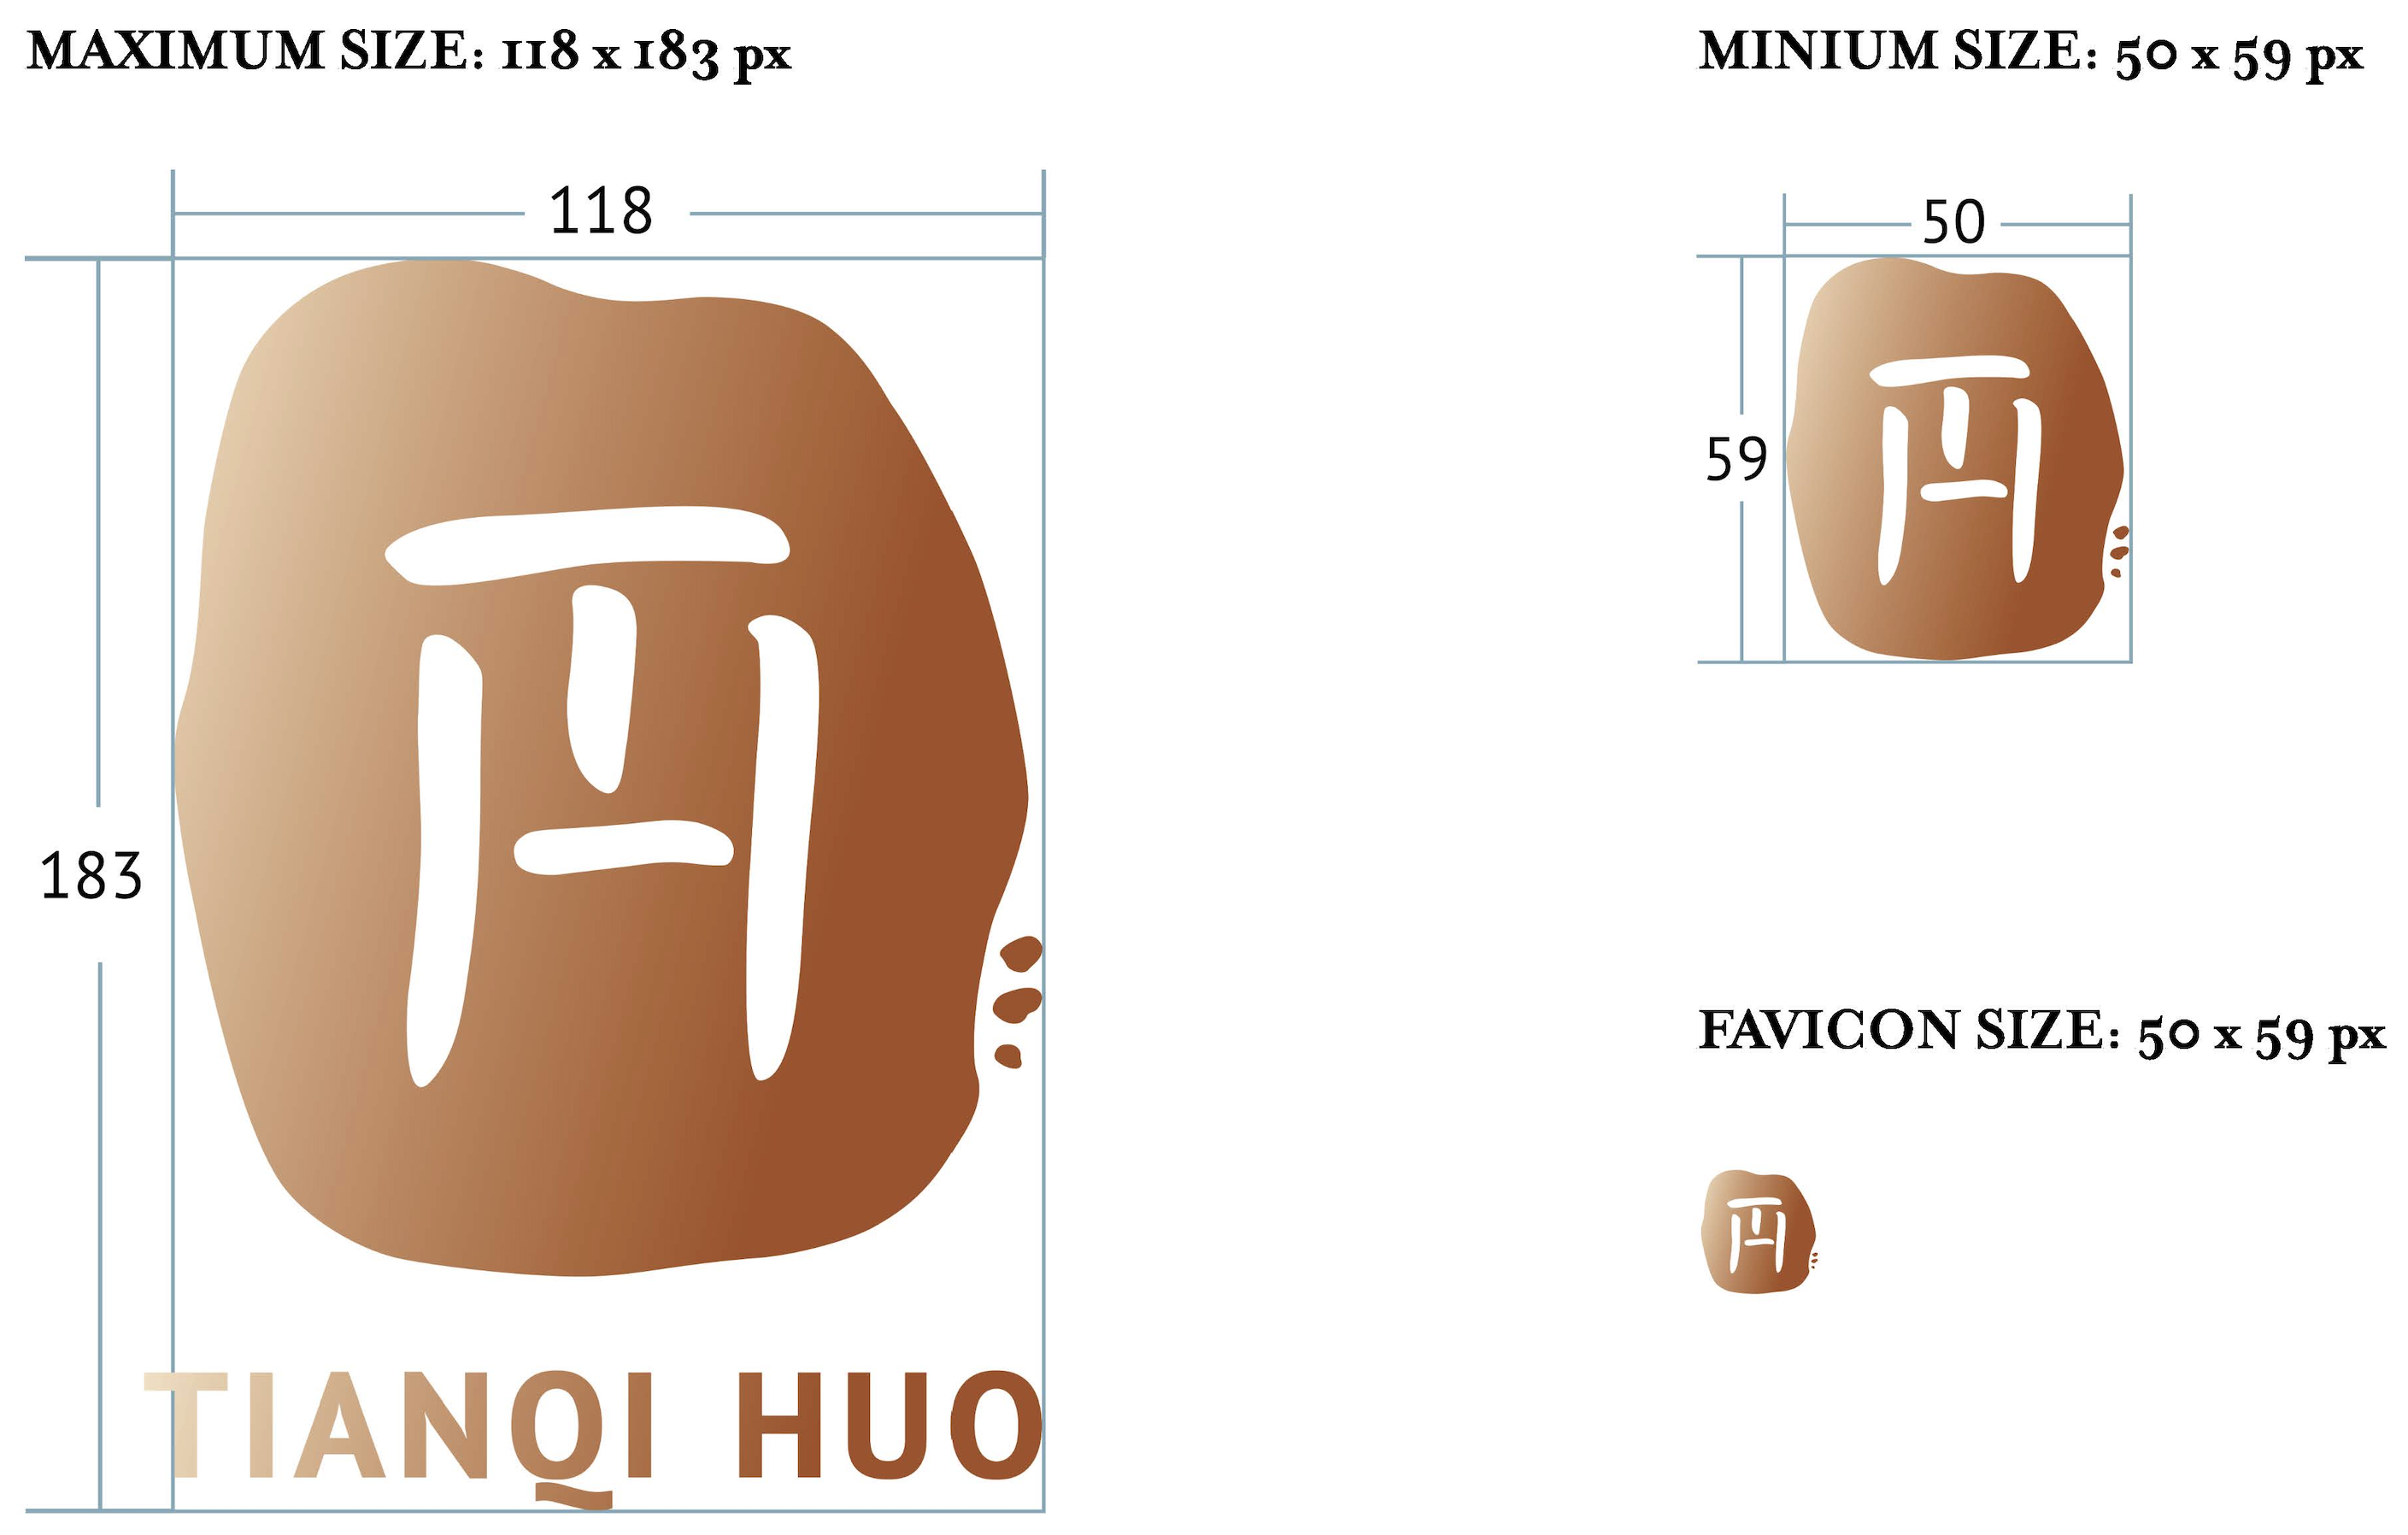 MAXIMUM SIZE: 118 x 183 px
118
183
TIANQI HUO
MINIUM SIZE: 50 x 59 px
50
59
FAVICON SIZE: 50 x 59 px